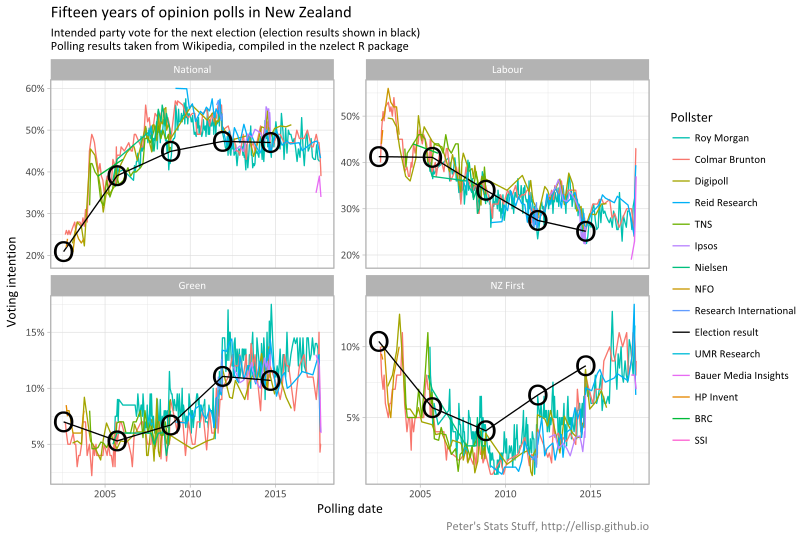 Fifteen years of opinion polls in New Zealand
Intended party vote for the next election (election results shown in black)
Polling results taken from Wikipedia, compiled in the nzelect R package
National
Labour
60%
50%
40%
30%
20%
50%
40%
30%
20%
Green
NZ First
15%
10%
5%
10%
5%
2005
2010
2015
2005
2010
2015
Voting intention
Polling date
Pollster
Roy Morgan
Colmar Brunton
Digipoll
Reid Research
TNS
Ipsos
Nielsen
NFO
Research International
Election result
UMR Research
Bauer Media Insights
HP Invent
BRC
SSI
Peter's Stats Stuff, http://ellisp.github.io